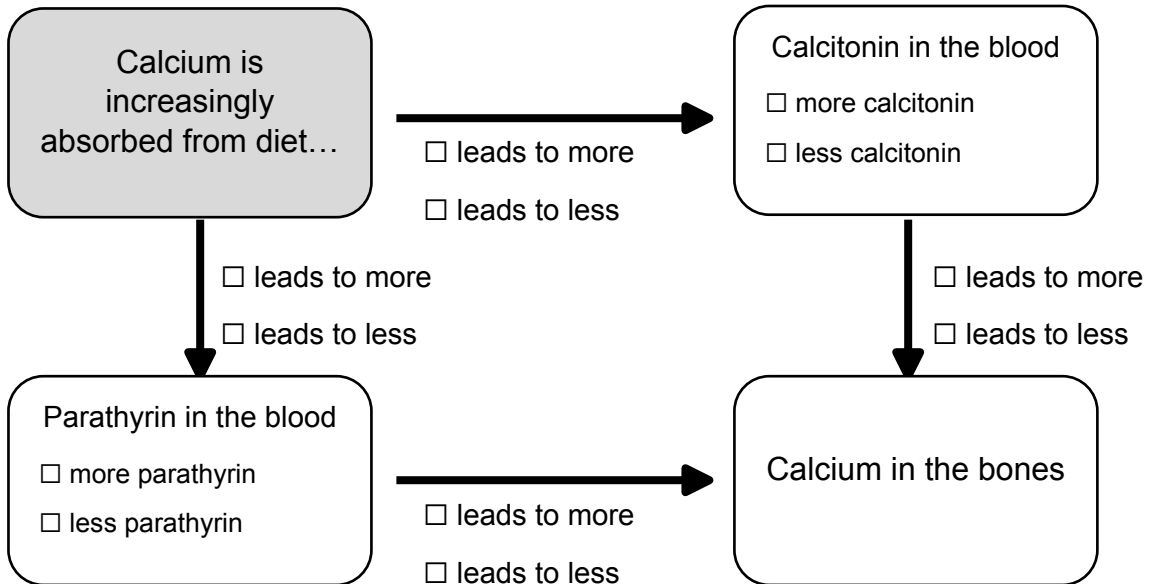 Calcium is
increasingly
absorbed from diet…
☐ leads to more
☐ leads to less
Calcitonin in the blood
☐ more calcitonin
☐ less calcitonin
☐ leads to more
☐ leads to less
☐ leads to more
☐ leads to less
Parathyrin in the blood
☐ more parathyrin
☐ less parathyrin
☐ leads to more
☐ leads to less
Calcium in the bones